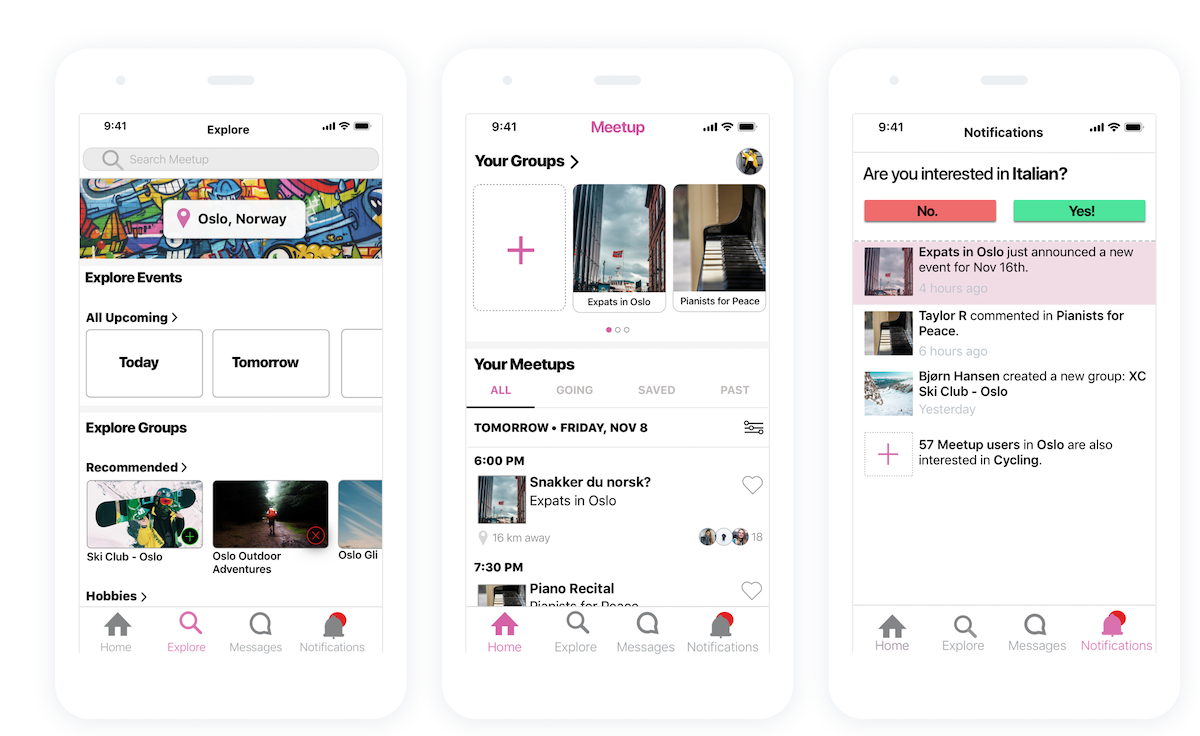 9:41
Explore
Search Meetup
Oslo, Norway
Explore Events
All Upcoming >
Today
Tomorrow
Explore Groups
Recommended >
Ski Club - Oslo
Oslo Outdoor
Adventures
Oslo Gli
Hobbies >
Home
Explore
Messages
Notifications
9:41
Meetup
Your Groups >
Expats in Oslo
Pianists for Peace
Your Meetups
ALL
GOING
SAVED
PAST
TOMORROW • FRIDAY, NOV 8
6:00 PM
Snakker du norsk?
Expats in Oslo
16 km away
18
7:30 PM
Piano Recital
Pianists for Peace
Home
Explore
Messages
Notifications
9:41
Notifications
Are you interested in Italian?
No.
Yes!
Expats in Oslo just announced a new
event for Nov 16th.
4 hours ago
Taylor R commented in Pianists for
Peace.
6 hours ago
Bjørn Hansen created a new group: XC
Ski Club - Oslo
Yesterday
57 Meetup users in Oslo are also
interested in Cycling.
Home
Explore
Messages
Notifications